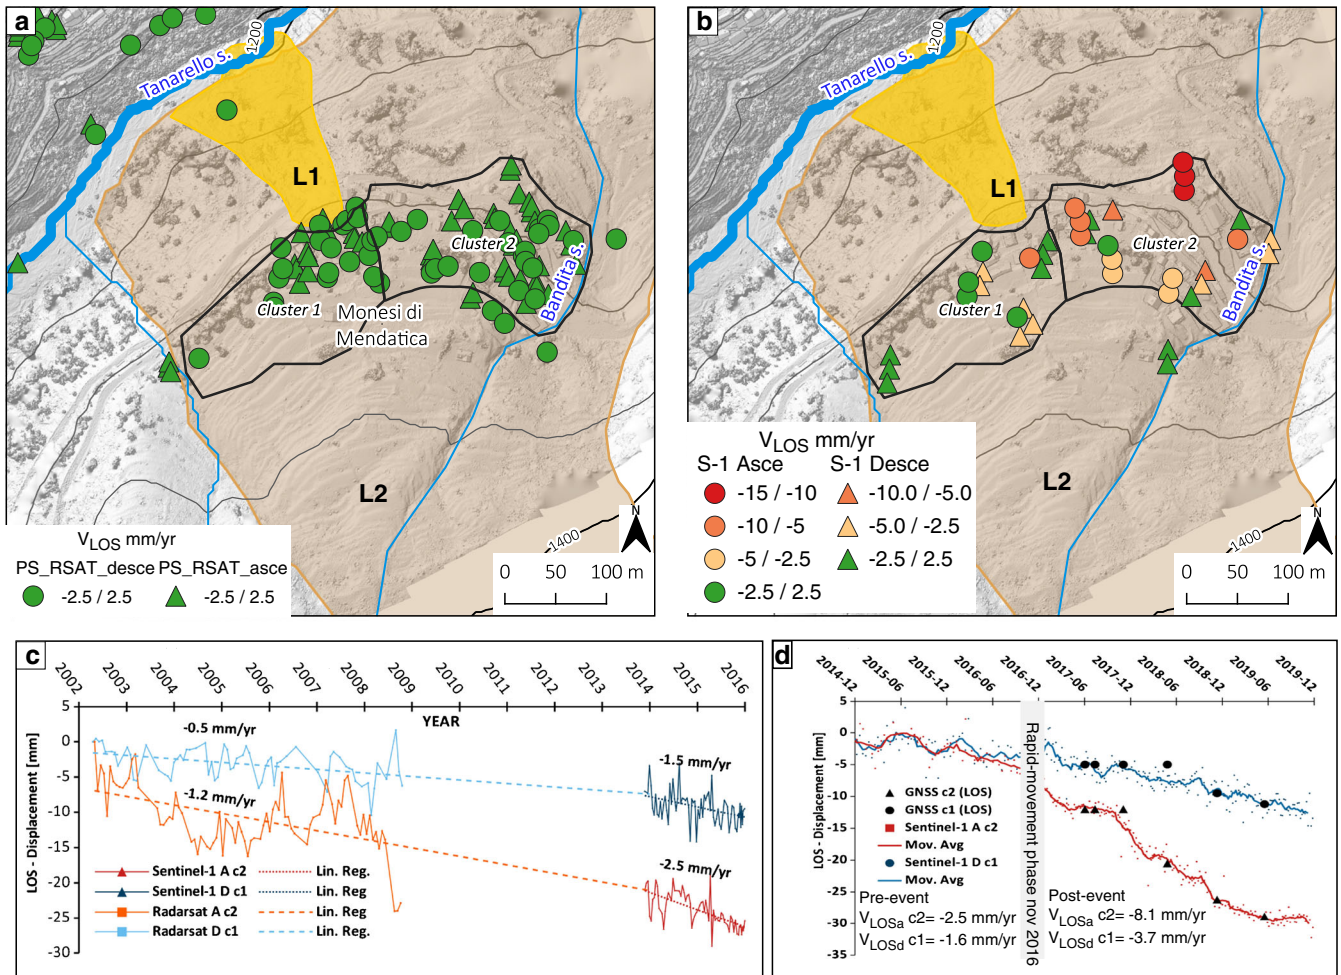 a
1200
Tanarello s.
L1
Cluster 2
Cluster 1
Monesi di
Mendatica
Bandita s.
L2
N
1400
VLOS mm/yr
PS_RSAT_desce PS_RSAT_asce
-2.5 / 2.5 -2.5 / 2.5
0 50 100 m
b
1200
Tanarello s.
L1
Cluster 2
Cluster 1
Bandita s.
L2
N
1400
VLOS mm/yr
S-1 Asce S-1 Desce
-15 / -10 -10.0 / -5.0
-10 / -5 -5.0 / -2.5
-5 / -2.5 -2.5 / 2.5
-2.5 / 2.5
0 50 100 m
c
2002 2003 2004 2005 2006 2007 2008 2009 2010 2011 2012 2013 2014 2015 2016
YEAR
LOS - Displacement [mm]
5
0
-5
-10
-15
-20
-25
-30
-0.5 mm/yr
-1.2 mm/yr
-1.5 mm/yr
-2.5 mm/yr
Sentinel-1 A c2 Lin. Reg.
Sentinel-1 D c1 Lin. Reg
Radarsat A c2 Lin. Reg
Radarsat D c1 Lin. Reg.
d
2014-12 2015-06 2015-12 2016-06 2016-12 2017-06 2017-12 2018-06 2018-12 2019-06 2019-12
LOS - Displacement [mm]
5
0
-5
-10
-15
-20
-25
-30
-35
GNSS c2 (LOS)
GNSS c1 (LOS)
Sentinel-1 A c2
Mov. Avg
Sentinel-1 D c1
Mov. Avg
Rapid-movement phase nov 2016
Pre-event
VLOSa c2= -2.5 mm/yr
VLOSd c1= -1.6 mm/yr
Post-event
VLOSa c2= -8.1 mm/yr
VLOSd c1= -3.7 mm/yr